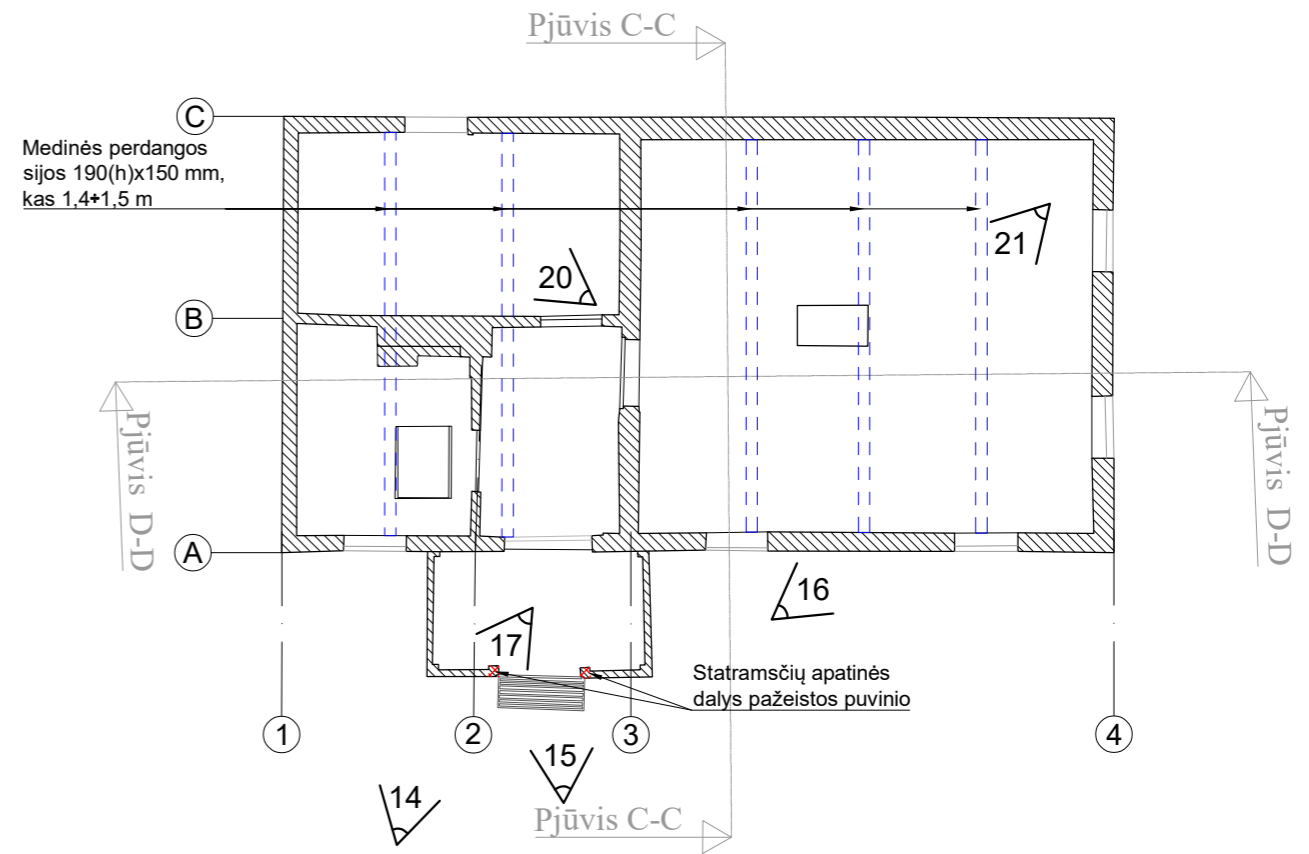 Pjūvis C-C
C
Medinės perdangos
sijos 190(h)x150 mm,
kas 1,4÷1,5 m
21
20
B
Pjūvis D-D
Pjūvis D-D
A
16
17
Statramsčių apatinės
dalys pažeistos puvinio
1
2
3
4
15
14
Pjūvis C-C